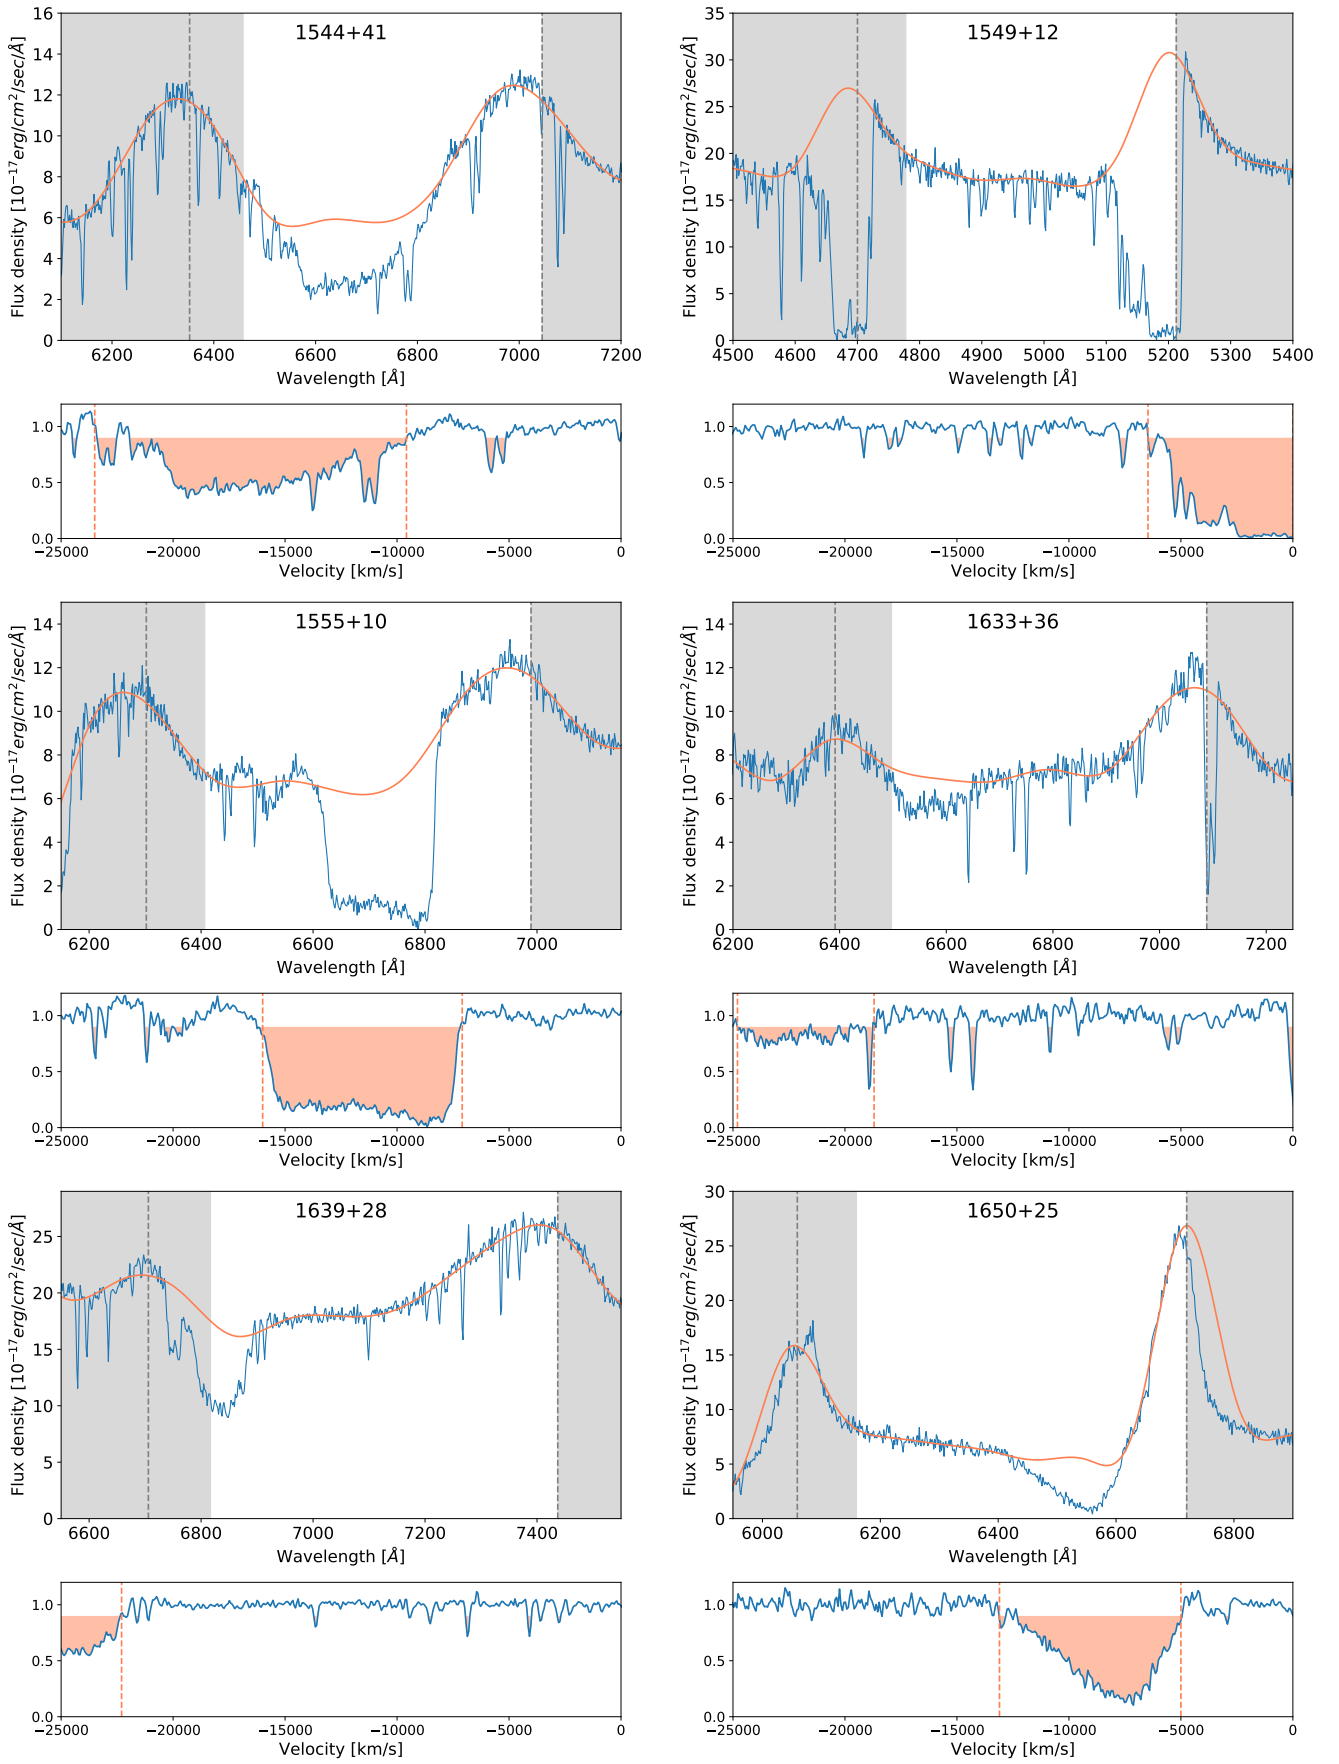 1544+41
16
14
12
10
8
6
4
2
0
Flux density [10⁻¹⁷erg/cm²/sec/Å]
6200 6400 6600 6800 7000 7200
Wavelength [Å]
1.0
0.5
0.0
−25000 −20000 −15000 −10000 −5000 0
Velocity [km/s]
1549+12
35
30
25
20
15
10
5
0
Flux density [10⁻¹⁷erg/cm²/sec/Å]
4500 4600 4700 4800 4900 5000 5100 5200 5300 5400
Wavelength [Å]
1.0
0.5
0.0
−25000 −20000 −15000 −10000 −5000 0
Velocity [km/s]
1555+10
14
12
10
8
6
4
2
0
Flux density [10⁻¹⁷erg/cm²/sec/Å]
6200 6400 6600 6800 7000
Wavelength [Å]
1.0
0.5
0.0
−25000 −20000 −15000 −10000 −5000 0
Velocity [km/s]
1633+36
14
12
10
8
6
4
2
0
Flux density [10⁻¹⁷erg/cm²/sec/Å]
6200 6400 6600 6800 7000 7200
Wavelength [Å]
1.0
0.5
0.0
−25000 −20000 −15000 −10000 −5000 0
Velocity [km/s]
1639+28
25
20
15
10
5
0
Flux density [10⁻¹⁷erg/cm²/sec/Å]
6600 6800 7000 7200 7400
Wavelength [Å]
1.0
0.5
0.0
−25000 −20000 −15000 −10000 −5000 0
Velocity [km/s]
1650+25
30
25
20
15
10
5
0
Flux density [10⁻¹⁷erg/cm²/sec/Å]
6000 6200 6400 6600 6800
Wavelength [Å]
1.0
0.5
0.0
−25000 −20000 −15000 −10000 −5000 0
Velocity [km/s]